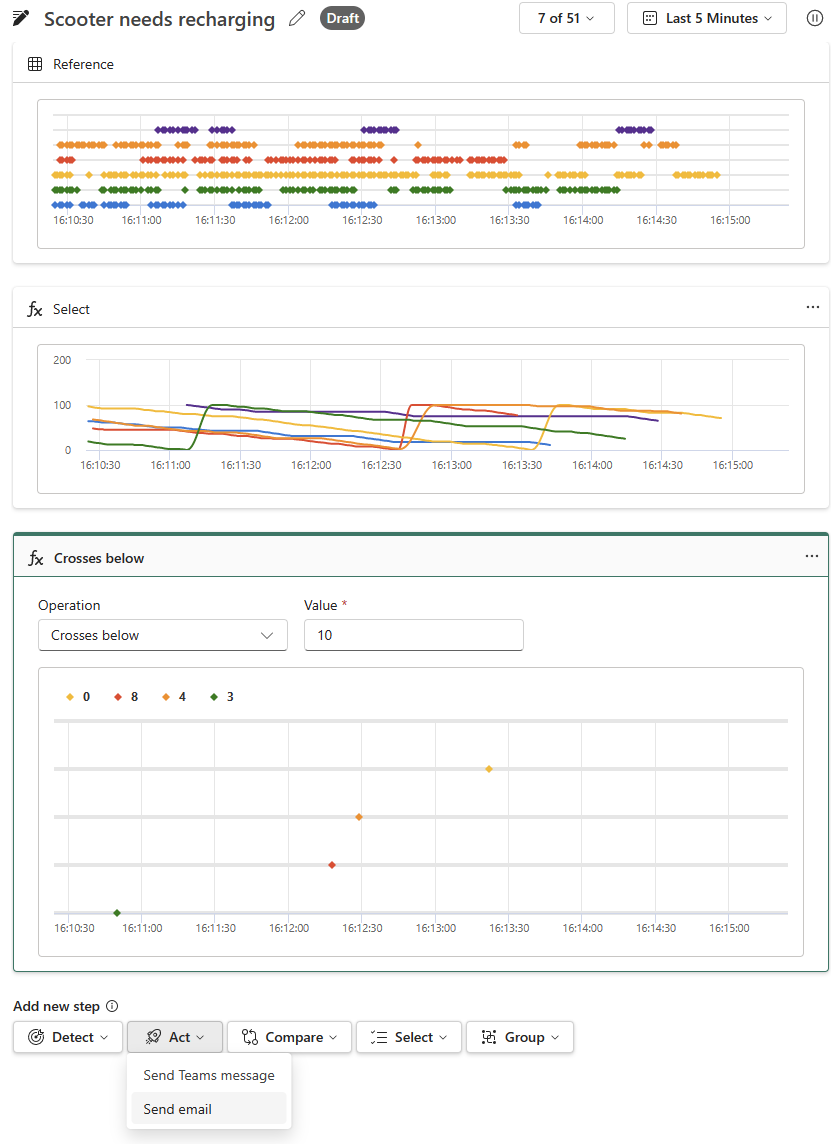 Scooter needs recharging Draft 7 of 51 Last 5 Minutes
Reference
16:10:30 16:11:00 16:11:30 16:12:00 16:12:30 16:13:00 16:13:30 16:14:00 16:14:30 16:15:00
fx Select ...
200
100
0
16:10:30 16:11:00 16:11:30 16:12:00 16:12:30 16:13:00 16:13:30 16:14:00 16:14:30 16:15:00
fx Crosses below ...
Operation Value *
Crosses below 10
0 8 4 3
16:10:30 16:11:00 16:11:30 16:12:00 16:12:30 16:13:00 16:13:30 16:14:00 16:14:30 16:15:00
Add new step
Detect Act Compare Select Group
Send Teams message
Send email